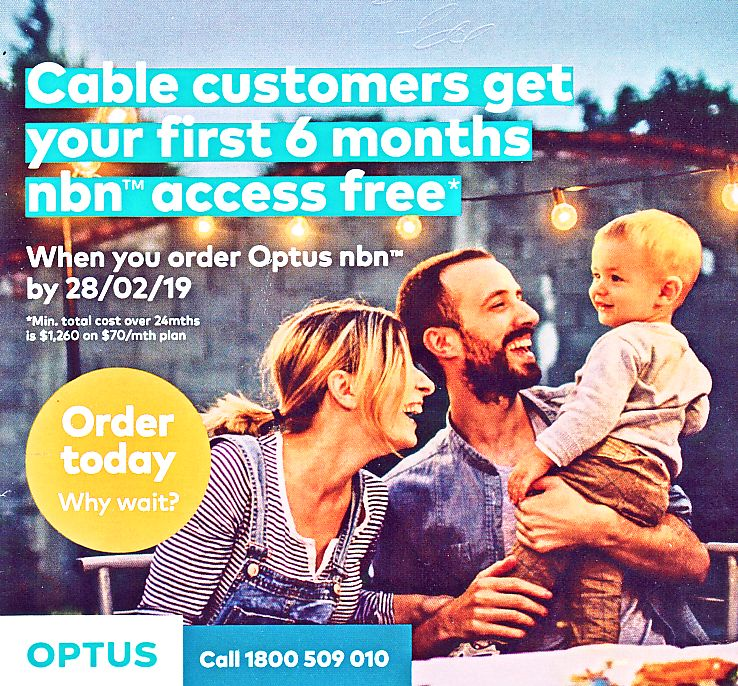 Cable customers get
your first 6 months
nbn™ access free*
When you order Optus nbn™
by 28/02/19
*Min. total cost over 24mths
is $1,260 on $70/mth plan
Order
today
Why wait?
OPTUS
Call 1800 509 010